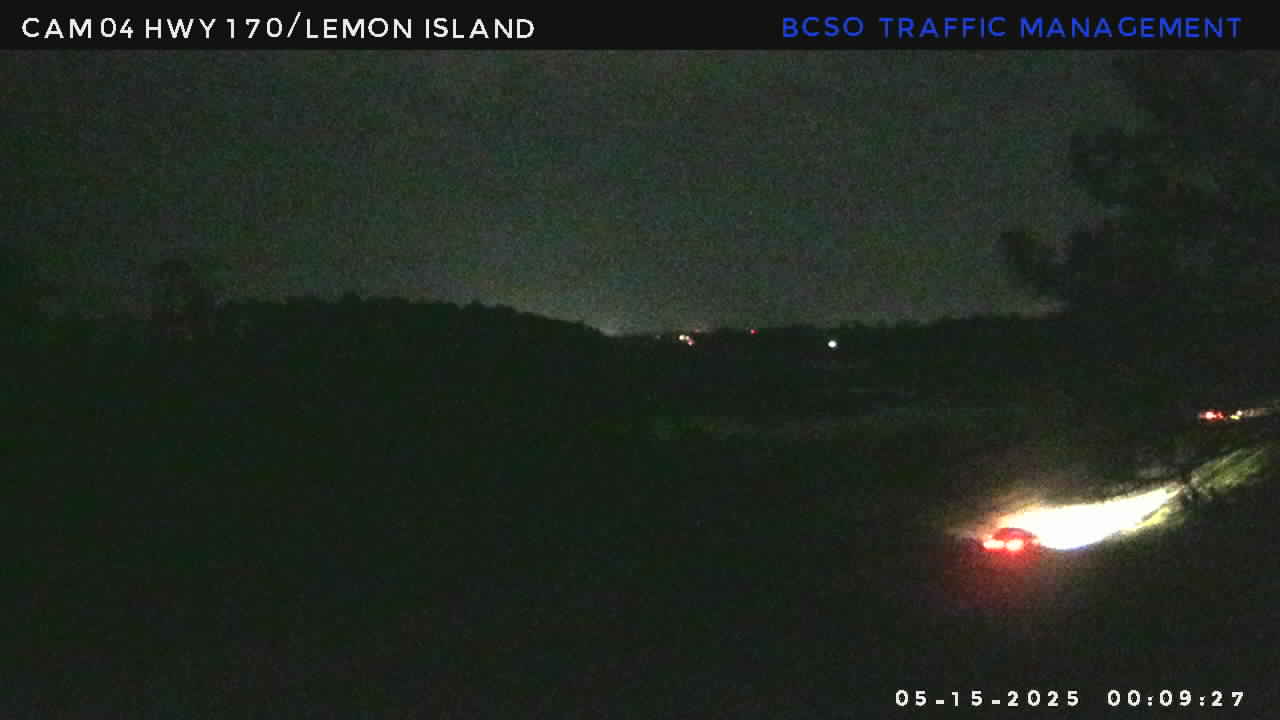 CAM04 HWY 170/LEMON ISLAND
BCSO TRAFFIC MANAGEMENT
05-15-2025 00:09:27